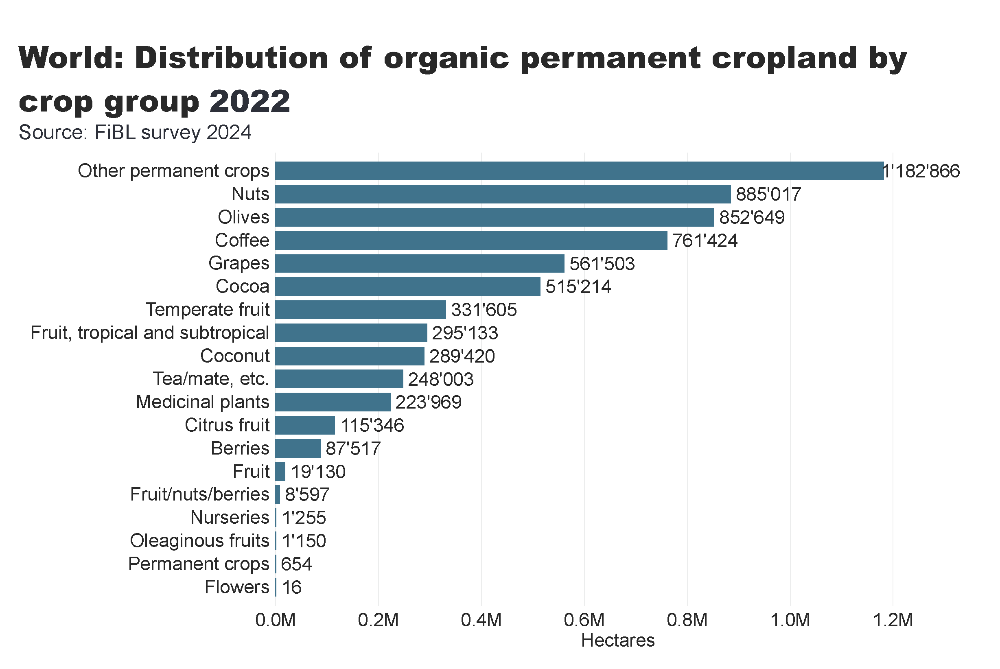 World: Distribution of organic permanent cropland by
crop group 2022
Source: FiBL survey 2024
Other permanent crops 1'182'866
Nuts 885'017
Olives 852'649
Coffee 761'424
Grapes 561'503
Cocoa 515'214
Temperate fruit 331'605
Fruit, tropical and subtropical 295'133
Coconut 289'420
Tea/mate, etc. 248'003
Medicinal plants 223'969
Citrus fruit 115'346
Berries 87'517
Fruit 19'130
Fruit/nuts/berries 8'597
Nurseries 1'255
Oleaginous fruits 1'150
Permanent crops 654
Flowers 16
0.0M 0.2M 0.4M 0.6M 0.8M 1.0M 1.2M
Hectares